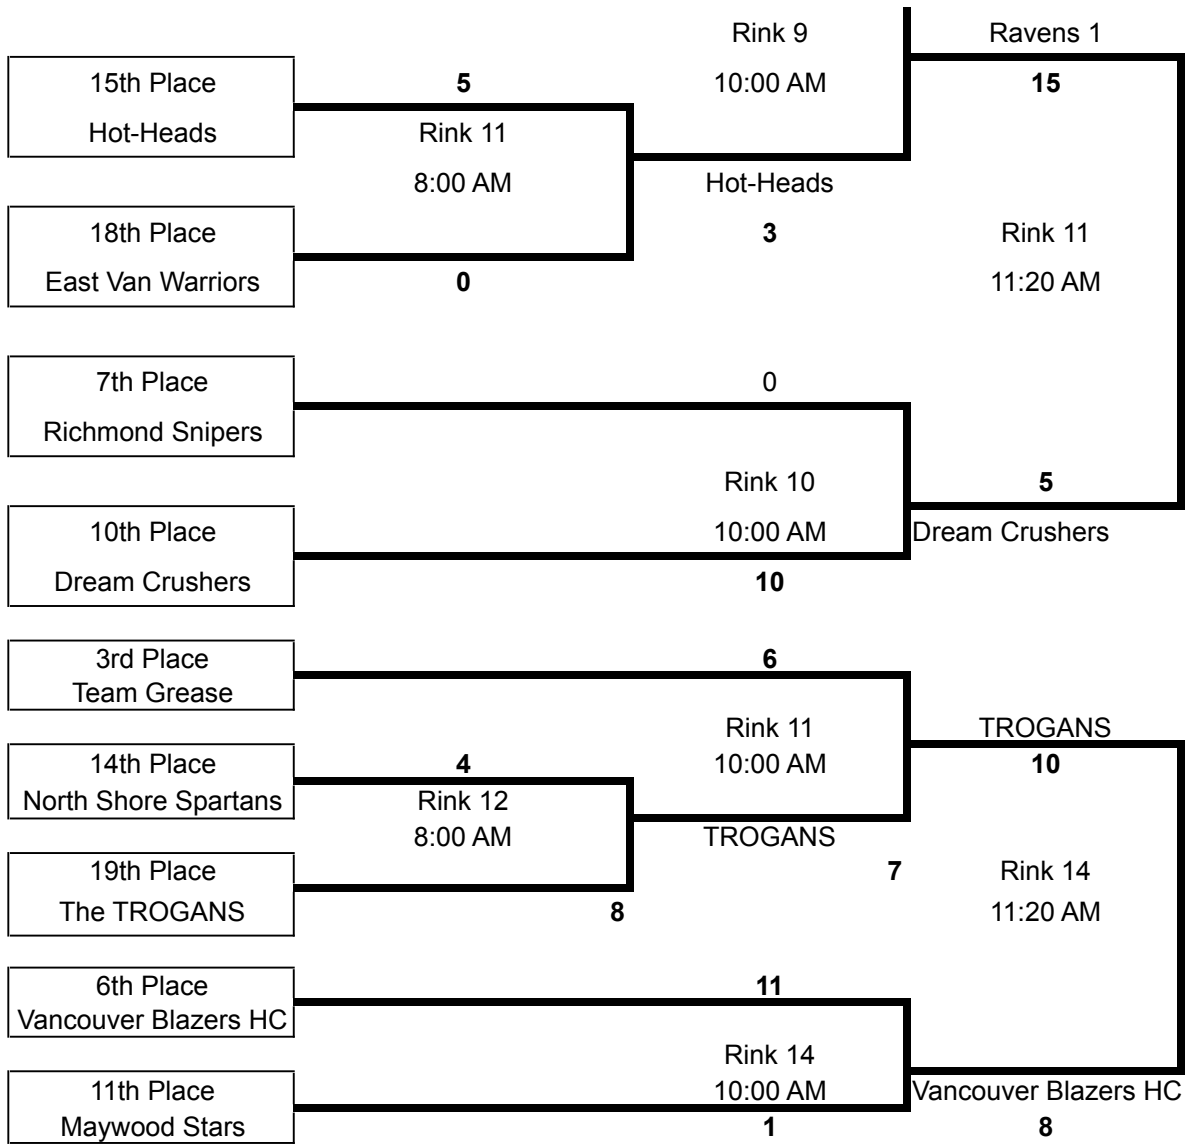 Rink 9 Ravens 1
15th Place 5 10:00 AM 15
Hot-Heads Rink 11
8:00 AM Hot-Heads
18th Place 3 Rink 11
East Van Warriors 0 11:20 AM
7th Place 0
Richmond Snipers
Rink 10 5
10th Place 10:00 AM Dream Crushers
Dream Crushers 10
3rd Place 6
Team Grease
Rink 11 TROGANS
14th Place 4 10:00 AM 10
North Shore Spartans Rink 12
8:00 AM TROGANS
19th Place 7 Rink 14
The TROGANS 8 11:20 AM
6th Place 11
Vancouver Blazers HC
Rink 14
11th Place 10:00 AM Vancouver Blazers HC
Maywood Stars 1 8